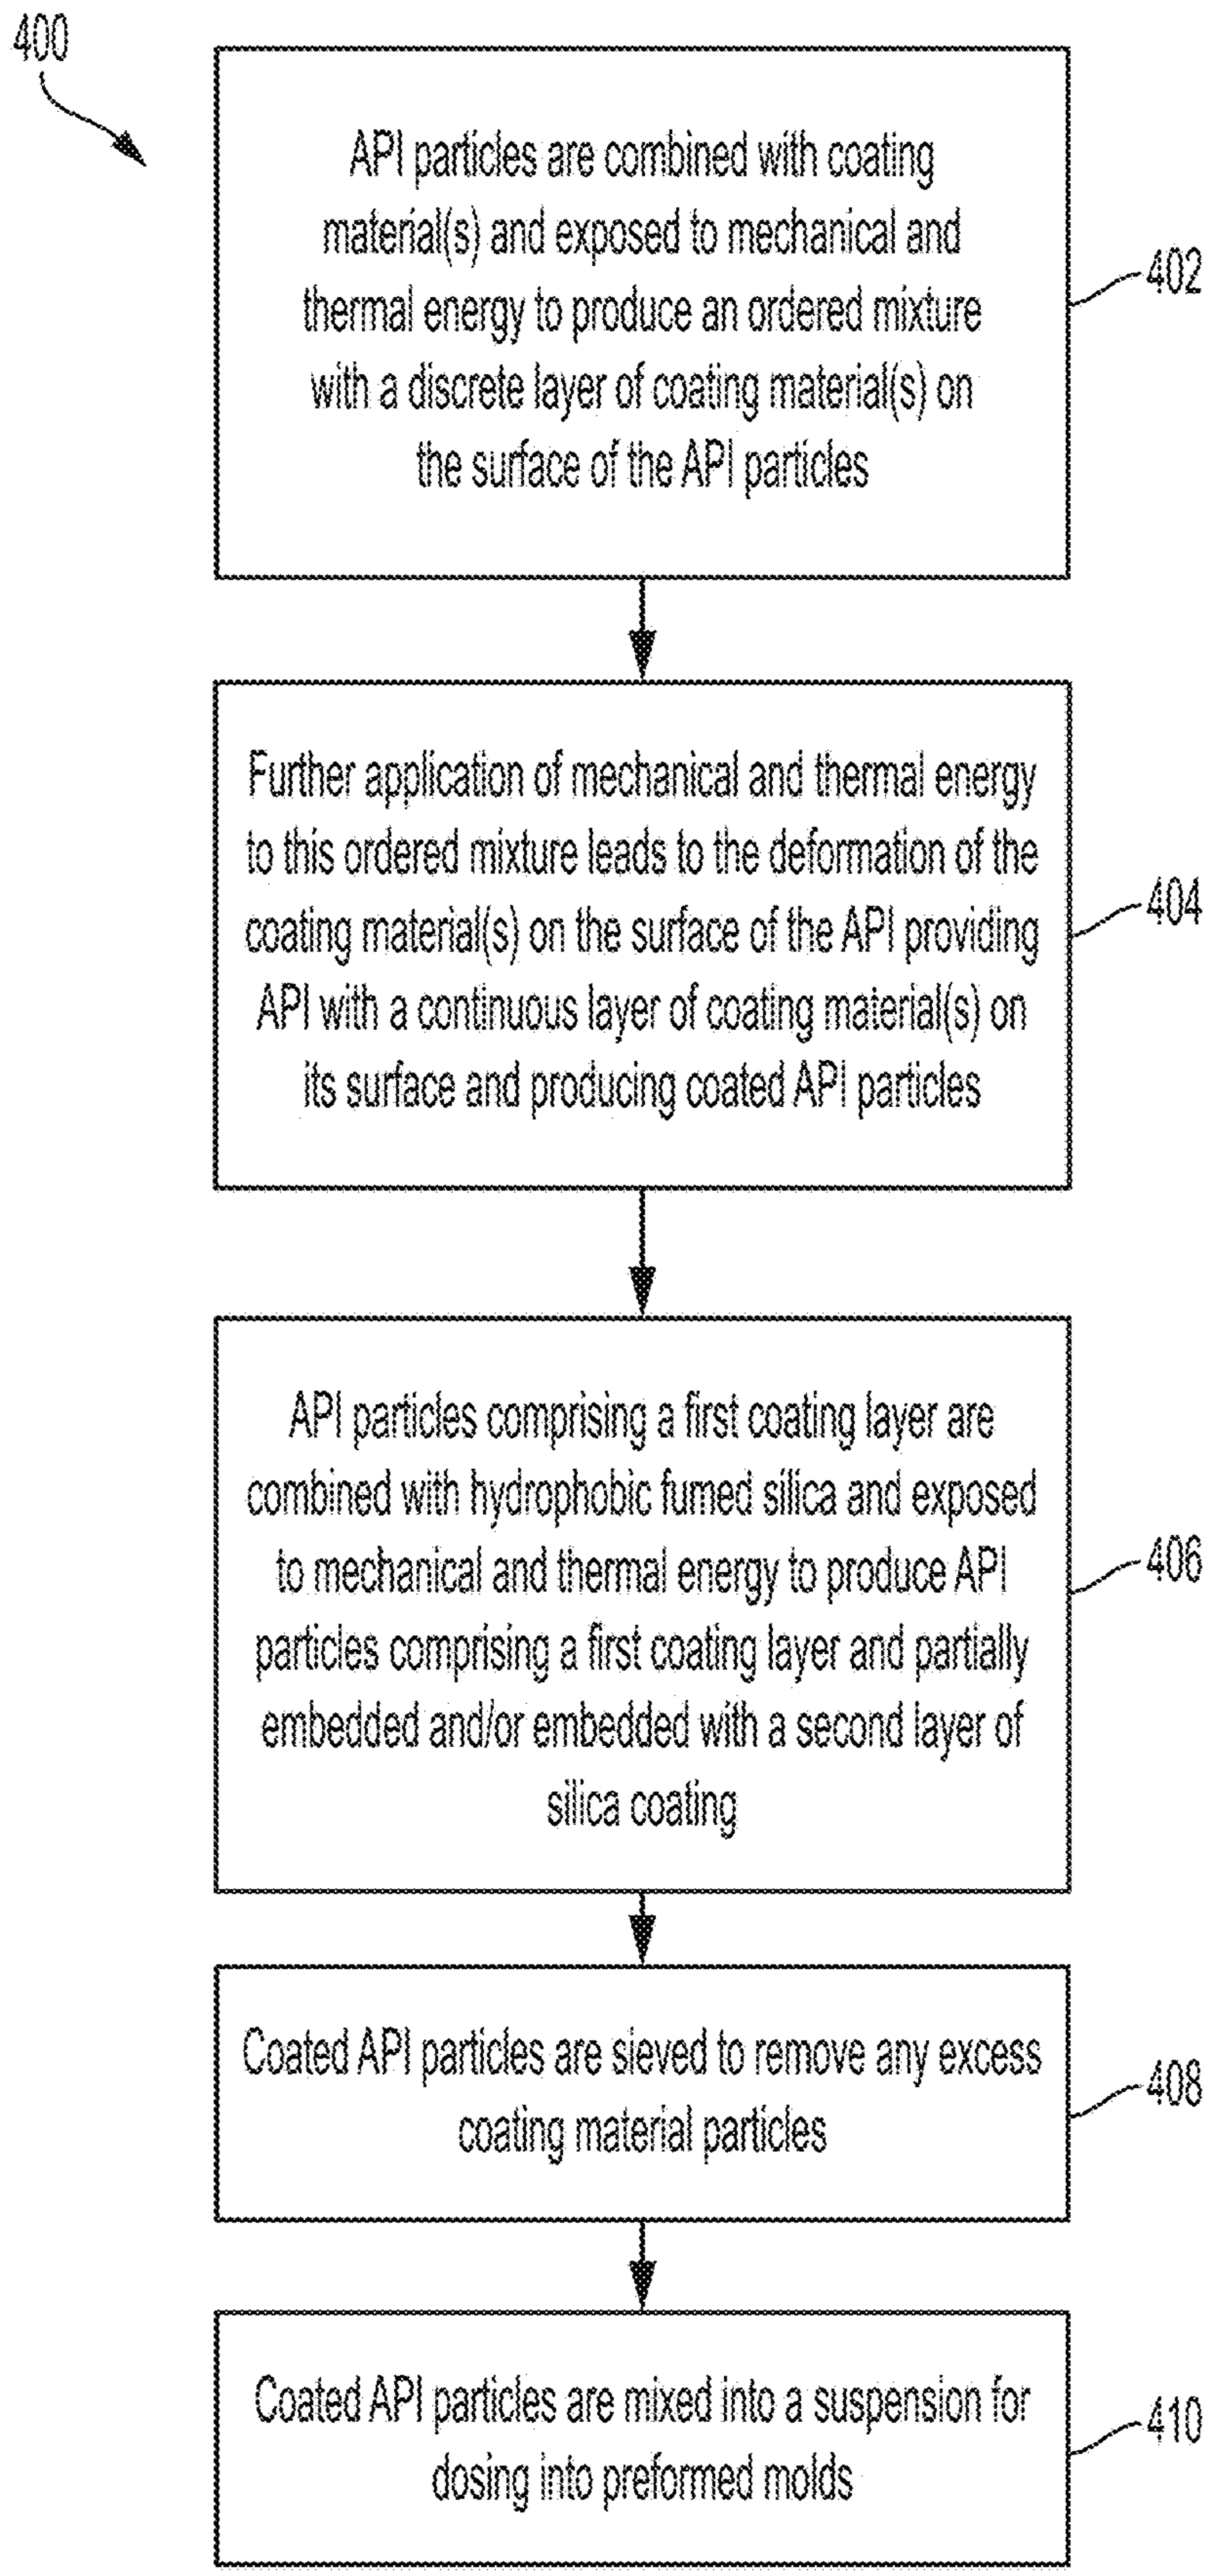 400
API particles are combined with coating
material(s) and exposed to mechanical and
thermal energy to produce an ordered mixture
with a discrete layer of coating material(s) on
the surface of the API particles
402
Further application of mechanical and thermal energy
to this ordered mixture leads to the deformation of the
coating material(s) on the surface of the API providing
API with a continuous layer of coating material(s) on
its surface and producing coated API particles
404
API particles comprising a first coating layer are
combined with hydrophobic fumed silica and exposed
to mechanical and thermal energy to produce API
particles comprising a first coating layer and partially
embedded and/or embedded with a second layer of
silica coating
406
Coated API particles are sieved to remove any excess
coating material particles
408
Coated API particles are mixed into a suspension for
dosing into preformed molds
410